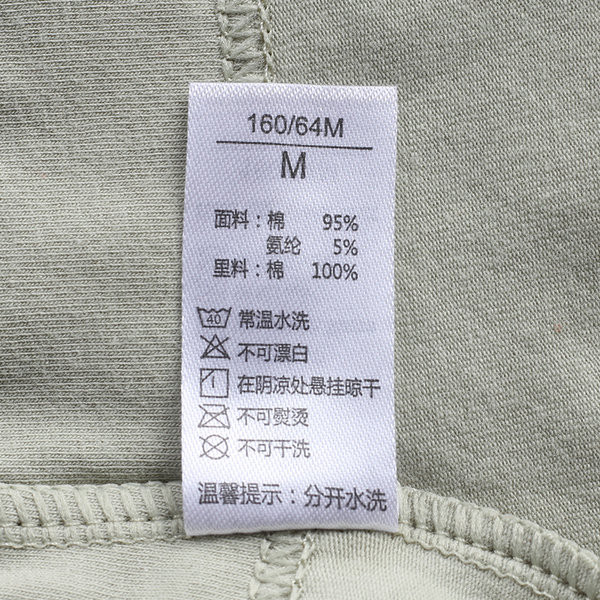 160/64M
M
面料：棉 95%
氨纶 5%
里料：棉 100%
40 常温水洗
不可漂白
在阴凉处悬挂晾干
不可熨烫
不可干洗
温馨提示：分开水洗